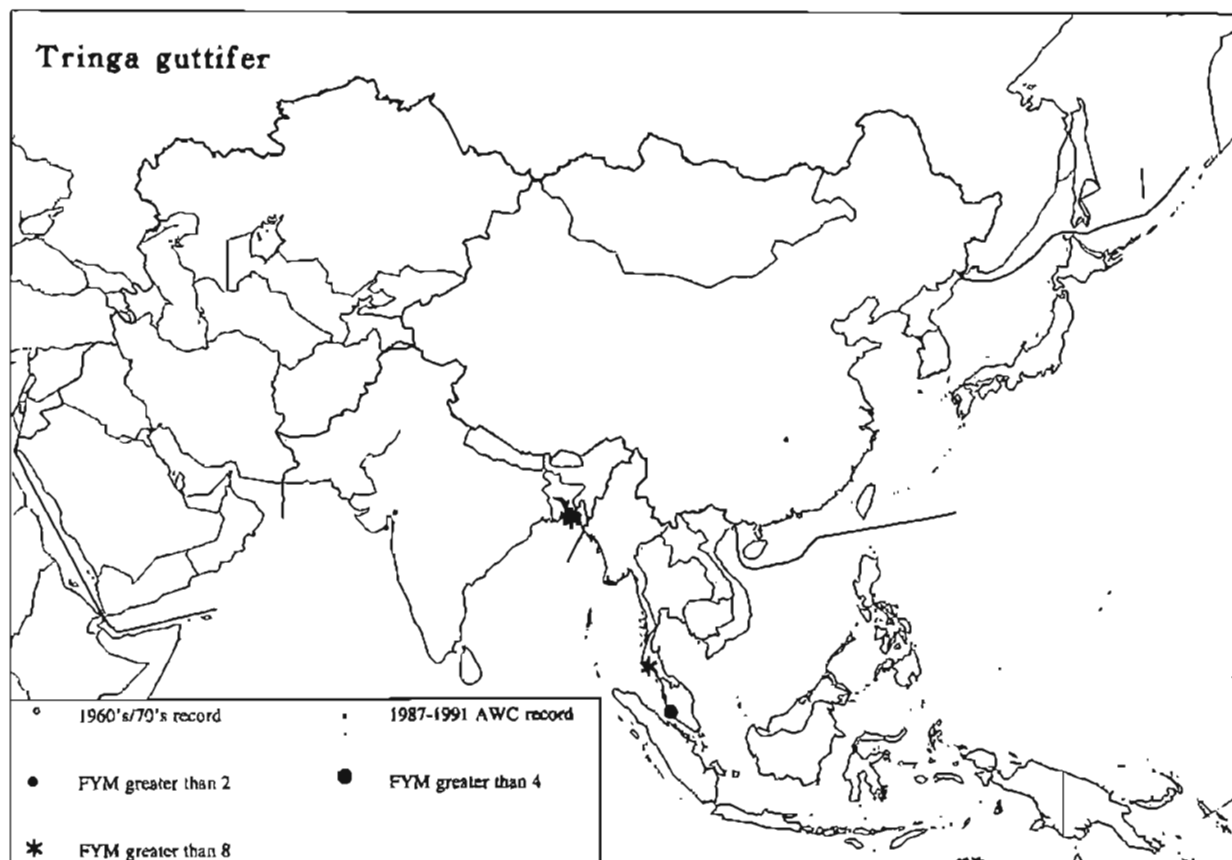 Tringa guttifer
1960's/70's record
1987-1991 AWC record
FYM greater than 2
FYM greater than 4
FYM greater than 8